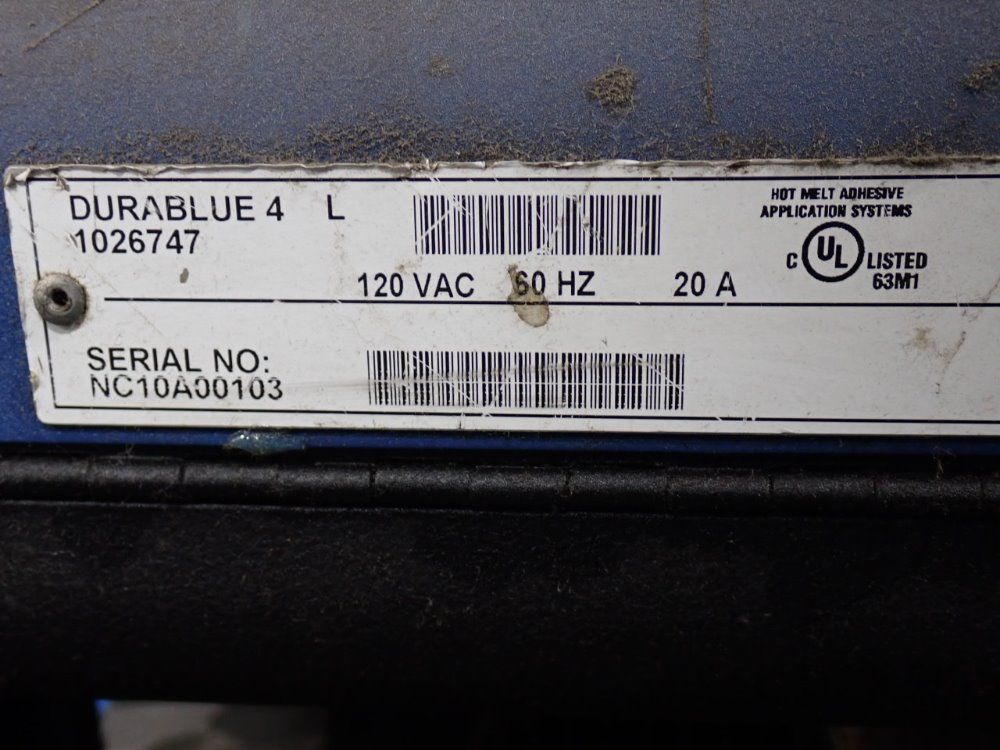 DURABLUE 4 L
1026747
HOT MELT ADHESIVE
APPLICATION SYSTEMS
C UL LISTED
63M1
120 VAC 60 HZ 20 A
SERIAL NO:
NC10A00103